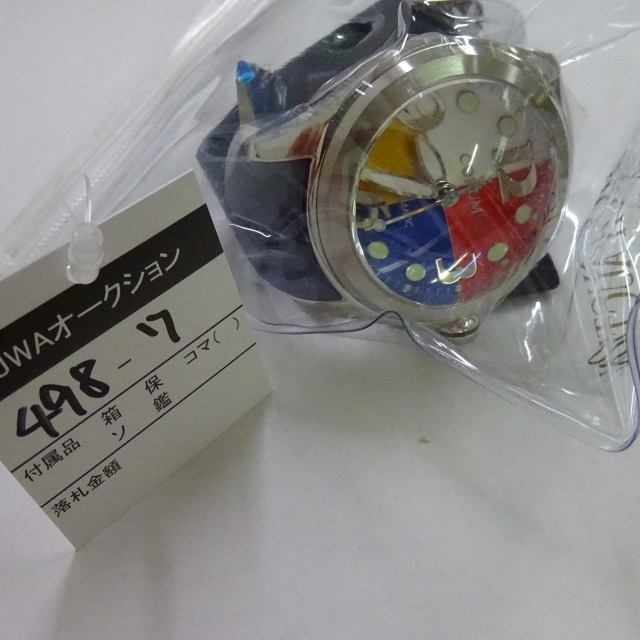 JWAオークション
498-7
付属品 箱 保 コマ( )
ソ 鑑
落札金額